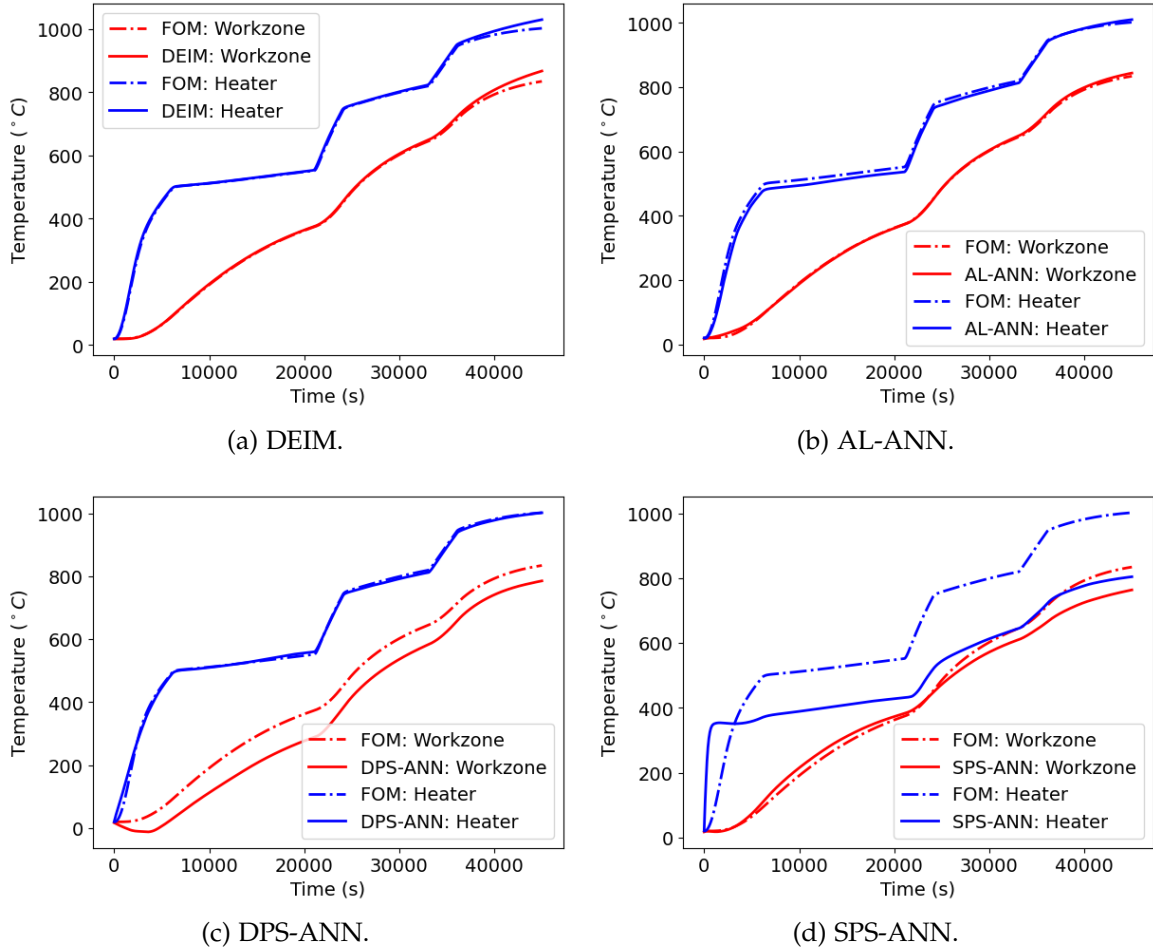 1000
800
600
400
200
0
Temperature (°C)
FOM: Workzone
DEIM: Workzone
FOM: Heater
DEIM: Heater
0 10000 20000 30000 40000
Time (s)
(a) DEIM.
1000
800
600
400
200
0
Temperature (°C)
FOM: Workzone
AL-ANN: Workzone
FOM: Heater
AL-ANN: Heater
0 10000 20000 30000 40000
Time (s)
(b) AL-ANN.
1000
800
600
400
200
0
Temperature (°C)
FOM: Workzone
DPS-ANN: Workzone
FOM: Heater
DPS-ANN: Heater
0 10000 20000 30000 40000
Time (s)
(c) DPS-ANN.
1000
800
600
400
200
0
Temperature (°C)
FOM: Workzone
SPS-ANN: Workzone
FOM: Heater
SPS-ANN: Heater
0 10000 20000 30000 40000
Time (s)
(d) SPS-ANN.